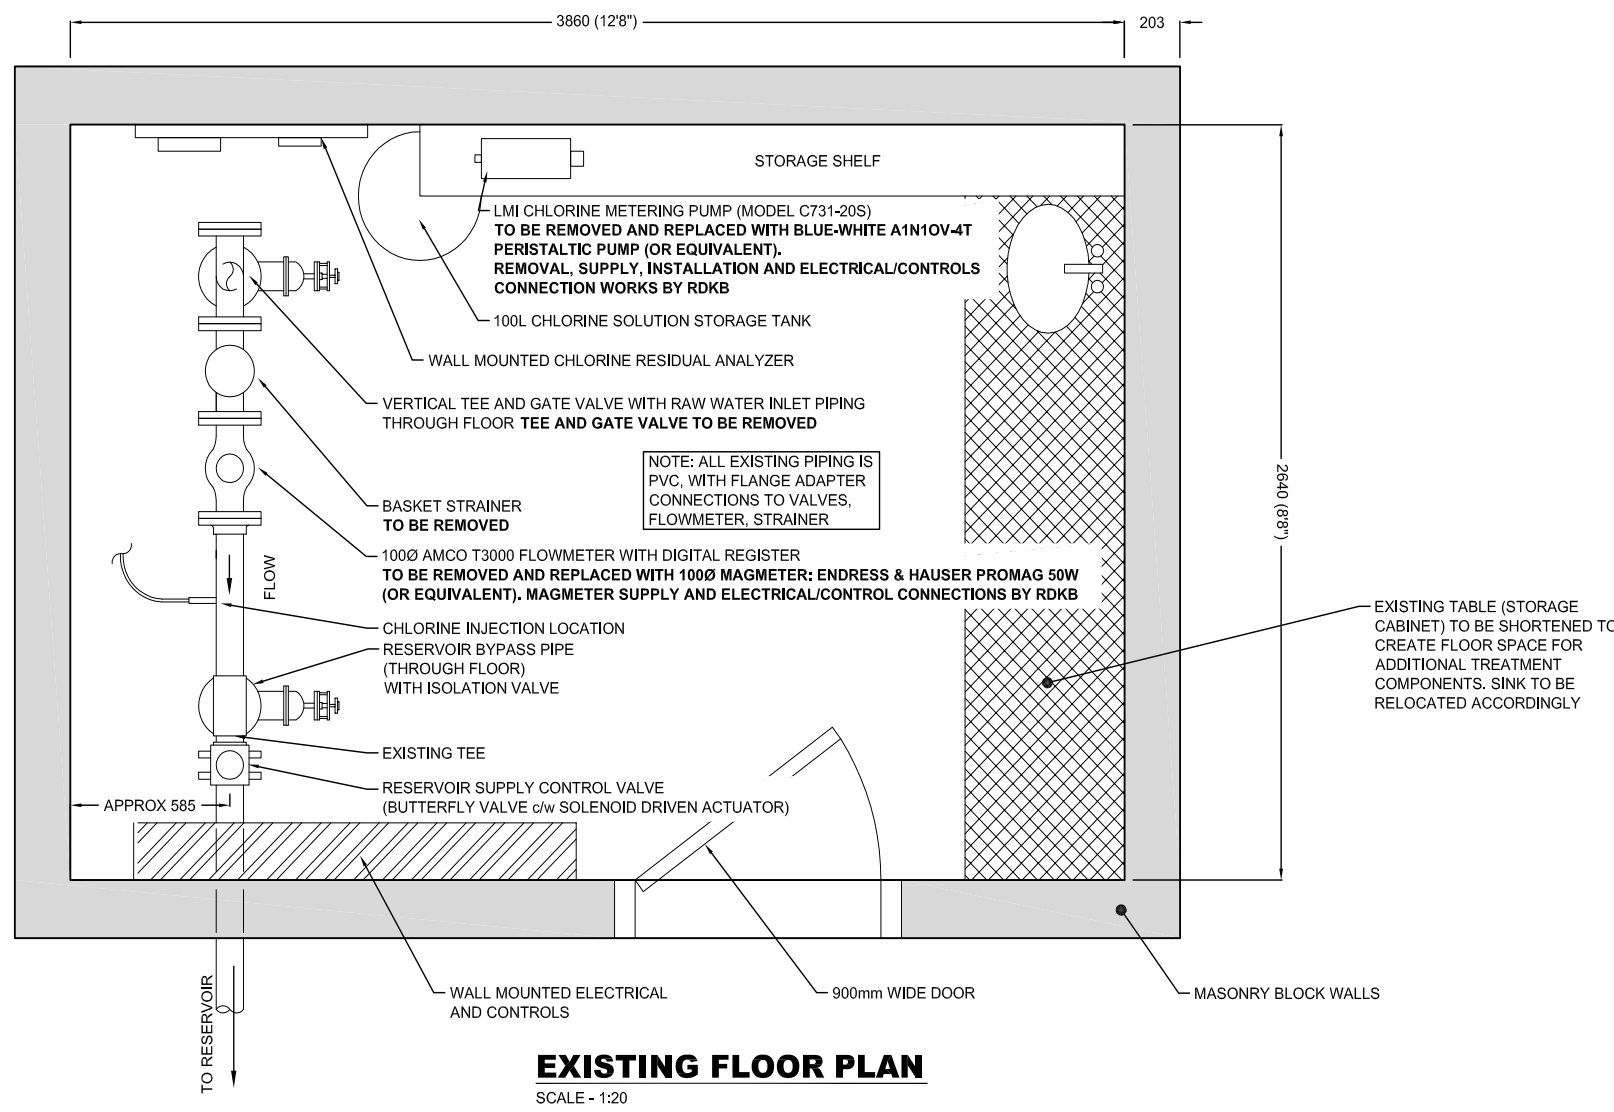 3860 (12'8")
203
STORAGE SHELF
LMI CHLORINE METERING PUMP (MODEL C731-20S)
TO BE REMOVED AND REPLACED WITH BLUE-WHITE A1N1OV-4T
PERISTALTIC PUMP (OR EQUIVALENT).
REMOVAL, SUPPLY, INSTALLATION AND ELECTRICAL/CONTROLS
CONNECTION WORKS BY RDKB
100L CHLORINE SOLUTION STORAGE TANK
WALL MOUNTED CHLORINE RESIDUAL ANALYZER
VERTICAL TEE AND GATE VALVE WITH RAW WATER INLET PIPING
THROUGH FLOOR TEE AND GATE VALVE TO BE REMOVED
NOTE: ALL EXISTING PIPING IS
PVC, WITH FLANGE ADAPTER
CONNECTIONS TO VALVES,
FLOWMETER, STRAINER
2640 (8'8")
BASKET STRAINER
TO BE REMOVED
100Ø AMCO T3000 FLOWMETER WITH DIGITAL REGISTER
TO BE REMOVED AND REPLACED WITH 100Ø MAGMETER: ENDRESS & HAUSER PROMAG 50W
(OR EQUIVALENT). MAGMETER SUPPLY AND ELECTRICAL/CONTROL CONNECTIONS BY RDKB
FLOW
CHLORINE INJECTION LOCATION
RESERVOIR BYPASS PIPE
(THROUGH FLOOR)
WITH ISOLATION VALVE
EXISTING TABLE (STORAGE
CABINET) TO BE SHORTENED TO
CREATE FLOOR SPACE FOR
ADDITIONAL TREATMENT
COMPONENTS. SINK TO BE
RELOCATED ACCORDINGLY
EXISTING TEE
RESERVOIR SUPPLY CONTROL VALVE
(BUTTERFLY VALVE c/w SOLENOID DRIVEN ACTUATOR)
APPROX 585
TO RESERVOIR
WALL MOUNTED ELECTRICAL
AND CONTROLS
900mm WIDE DOOR
MASONRY BLOCK WALLS
EXISTING FLOOR PLAN
SCALE - 1:20